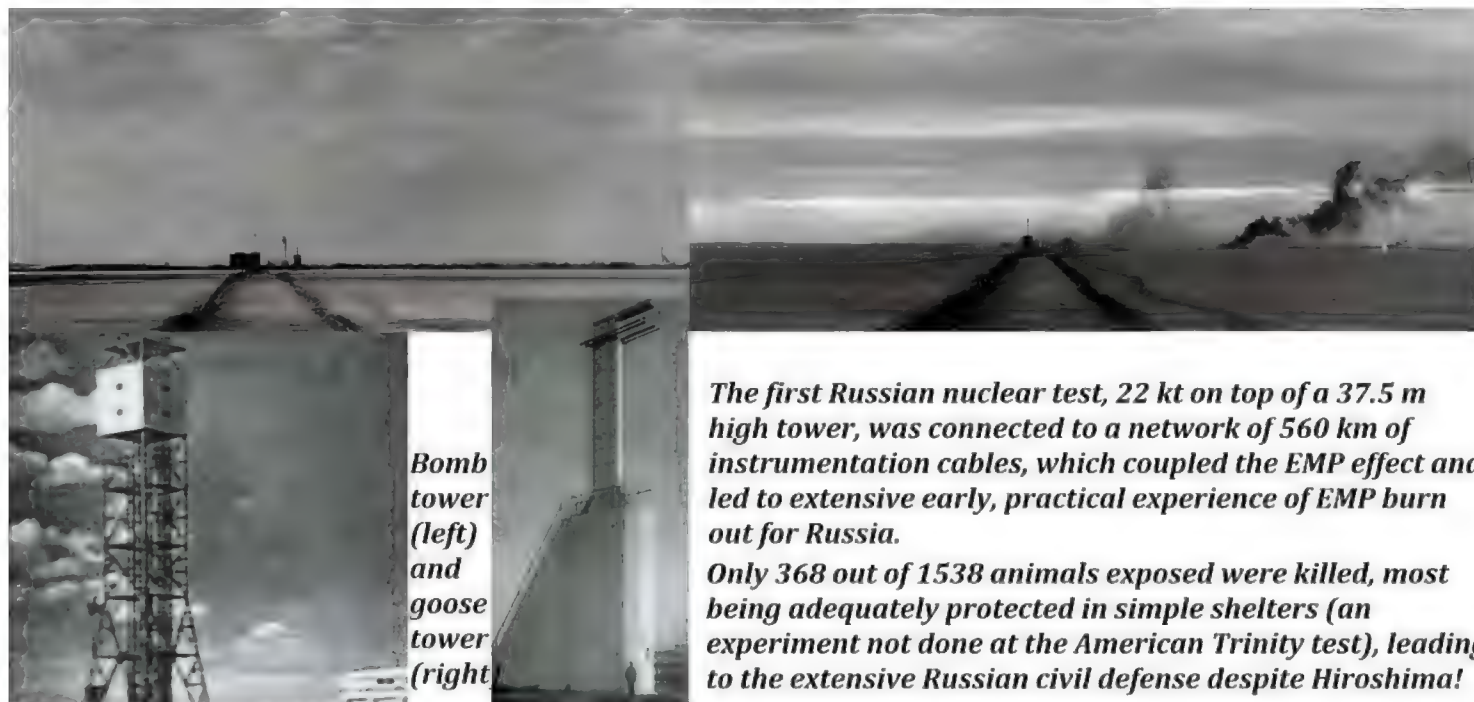 Bomb
tower
(left)
and
goose
tower
(right)
The first Russian nuclear test, 22 kt on top of a 37.5 m
high tower, was connected to a network of 560 km of
instrumentation cables, which coupled the EMP effect and
led to extensive early, practical experience of EMP burn
out for Russia.
Only 368 out of 1538 animals exposed were killed, most
being adequately protected in simple shelters (an
experiment not done at the American Trinity test), leading
to the extensive Russian civil defense despite Hiroshima!